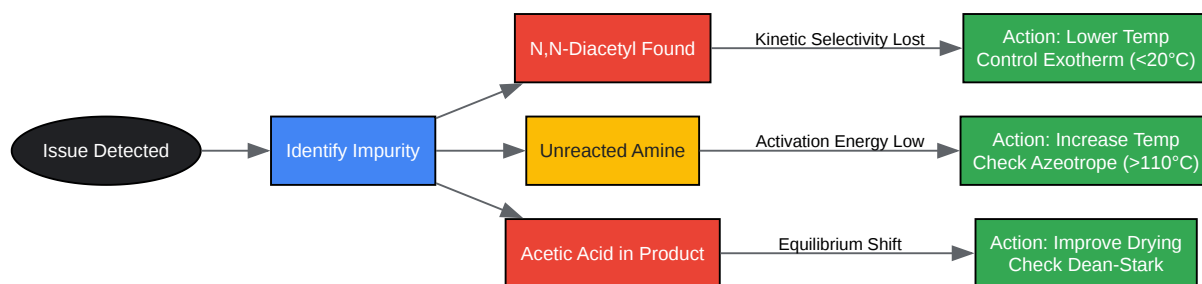 Issue Detected
Identify Impurity
N,N-Diacetyl Found
Kinetic Selectivity Lost
Action: Lower Temp
Control Exotherm (<20°C)
Unreacted Amine
Activation Energy Low
Action: Increase Temp
Check Azeotrope (>110°C)
Acetic Acid in Product
Equilibrium Shift
Action: Improve Drying
Check Dean-Stark